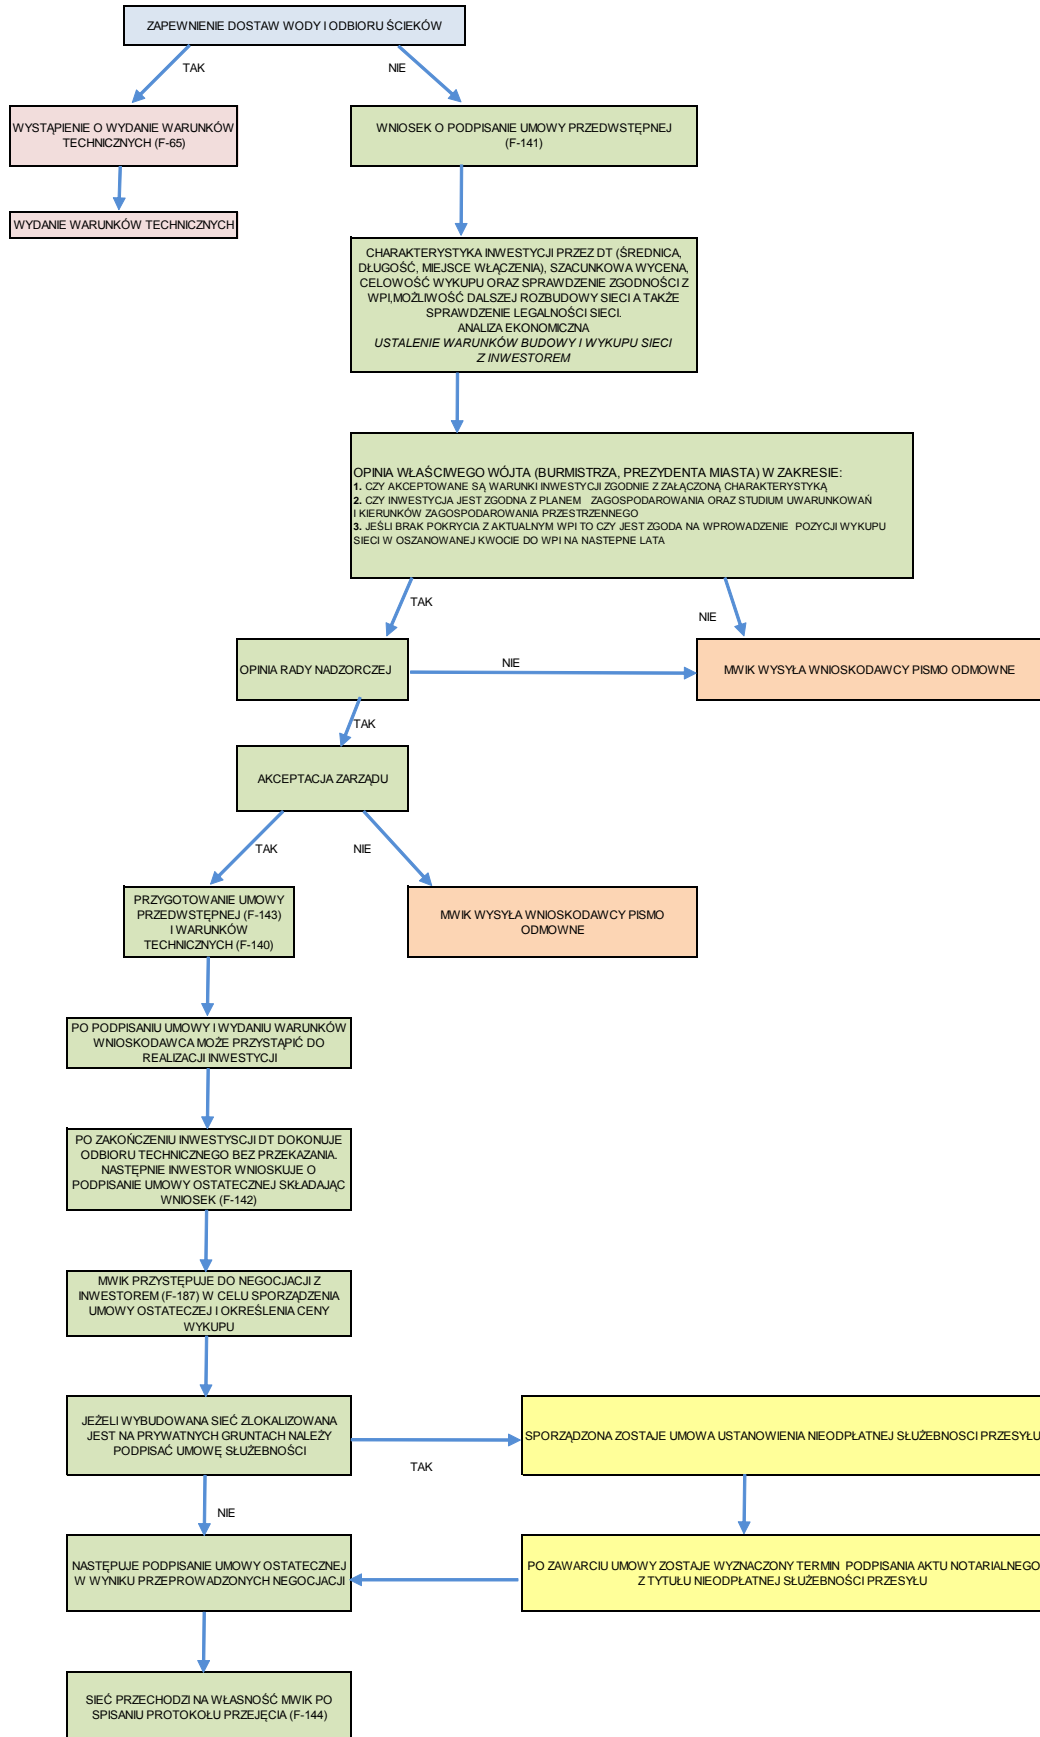 ZAPEWNIENIE DOSTAW WODY I ODBIORU ŚCIEKÓW
TAK
NIE
WYSTĄPIENIE O WYDANIE WARUNKÓW
TECHNICZNYCH (F-65)
WNIOSEK O PODPISANIE UMOWY PRZEDWSTĘPNEJ
(F-141)
WYDANIE WARUNKÓW TECHNICZNYCH
CHARAKTERYSTYKA INWESTYCJI PRZEZ DT (ŚREDNICA,
DŁUGOŚĆ, MIEJSCE WŁĄCZENIA), SZACUNKOWA WYCENA,
CELOWOŚĆ WYKUPU ORAZ SPRAWDZENIE ZGODNOŚCI Z
WPI,MOŻLIWOŚĆ DALSZEJ ROZBUDOWY SIECI A TAKŻE
SPRAWDZENIE LEGALNOŚCI SIECI.
ANALIZA EKONOMICZNA
USTALENIE WARUNKÓW BUDOWY I WYKUPU SIECI
Z INWESTOREM
OPINIA WŁAŚCIWEGO WÓJTA (BURMISTRZA, PREZYDENTA MIASTA) W ZAKRESIE:
1. CZY AKCEPTOWANE SĄ WARUNKI INWESTYCJI ZGODNIE Z ZAŁĄCZONĄ CHARAKTERYSTYKĄ
2. CZY INWESTYCJA JEST ZGODNA Z PLANEM ZAGOSPODAROWANIA ORAZ STUDIUM UWARUNKOWAŃ
I KIERUNKÓW ZAGOSPODAROWANIA PRZESTRZENNEGO
3. JEŚLI BRAK POKRYCIA Z AKTUALNYM WPI TO CZY JEST ZGODA NA WPROWADZENIE POZYCJI WYKUPU
SIECI W OSZANOWANEJ KWOCIE DO WPI NA NASTEPNE LATA
TAK
NIE
OPINIA RADY NADZORCZEJ
NIE
MWIK WYSYŁA WNIOSKODAWCY PISMO ODMOWNE
TAK
AKCEPTACJA ZARZĄDU
TAK
NIE
PRZYGOTOWANIE UMOWY
PRZEDWSTĘPNEJ (F-143)
I WARUNKÓW
TECHNICZNYCH (F-140)
MWIK WYSYŁA WNIOSKODAWCY PISMO
ODMOWNE
PO PODPISANIU UMOWY I WYDANIU WARUNKÓW
WNIOSKODAWCA MOŻE PRZYSTĄPIĆ DO
REALIZACJI INWESTYCJI
PO ZAKOŃCZENIU INWESTYSCJI DT DOKONUJE
ODBIORU TECHNICZNEGO BEZ PRZEKAZANIA.
NASTĘPNIE INWESTOR WNIOSKUJE O
PODPISANIE UMOWY OSTATECZNEJ SKŁADAJĄC
WNIOSEK (F-142)
MWIK PRZYSTĘPUJE DO NEGOCJACJI Z
INWESTOREM (F-187) W CELU SPORZĄDZENIA
UMOWY OSTATECZEJ I OKREŚLENIA CENY
WYKUPU
JEŻELI WYBUDOWANA SIEĆ ZLOKALIZOWANA
JEST NA PRYWATNYCH GRUNTACH NALEŻY
PODPISAĆ UMOWĘ SŁUŻEBNOŚCI
TAK
SPORZĄDZONA ZOSTAJE UMOWA USTANOWIENIA NIEODPŁATNEJ SŁUŻEBNOSCI PRZESYŁU
NIE
NASTĘPUJE PODPISANIE UMOWY OSTATECZNEJ
W WYNIKU PRZEPROWADZONYCH NEGOCJACJI
PO ZAWARCIU UMOWY ZOSTAJE WYZNACZONY TERMIN PODPISANIA AKTU NOTARIALNEGO
Z TYTUŁU NIEODPŁATNEJ SŁUŻEBNOŚCI PRZESYŁU
SIEĆ PRZECHODZI NA WŁASNOŚĆ MWIK PO
SPISANIU PROTOKOŁU PRZEJĘCIA (F-144)